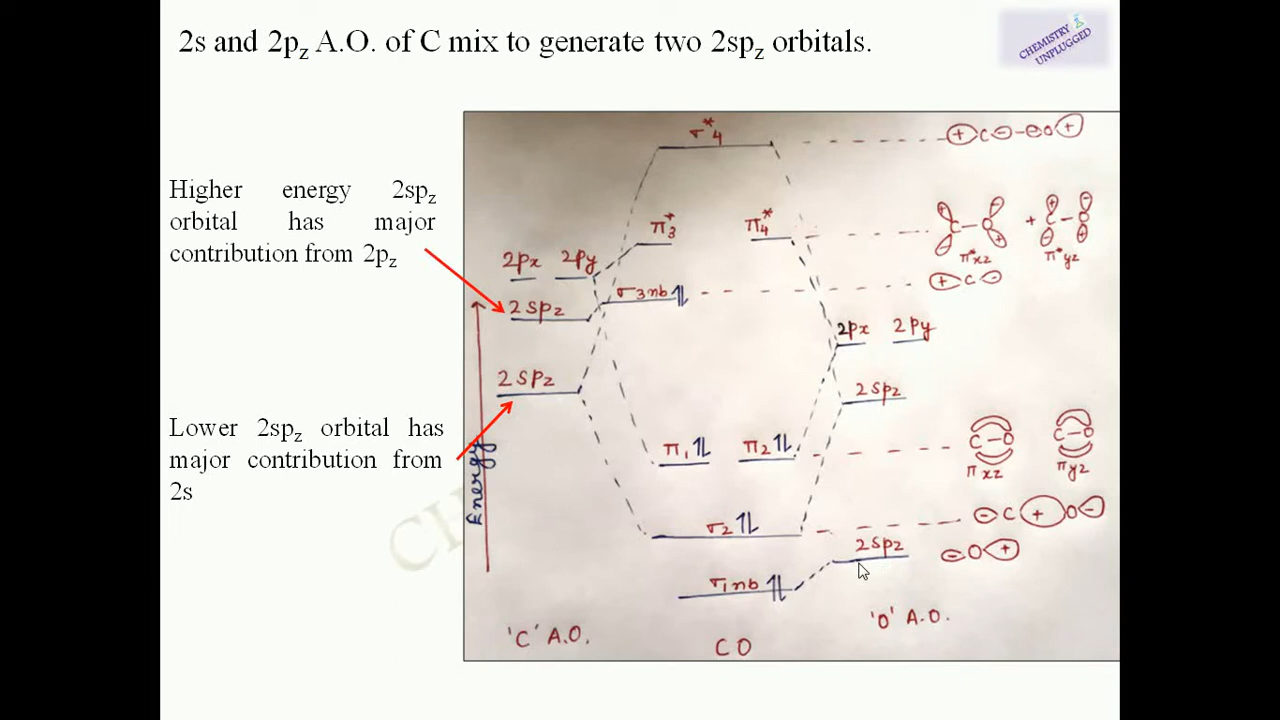 2s and 2pz A.O. of C mix to generate two 2spz orbitals.
CHEMISTRY
UNPLUGGED
Higher energy 2spz
orbital has major
contribution from 2pz
Lower 2spz orbital has
major contribution from
2s
σ*4
+ C - - O +
π*3
π*4
+
π*xz
π*yz
2px 2py
σ3nb
+ C -
2spz
2px 2py
2spz
2spz
Energy
π1
π2
C-O
C-O
πxz
πyz
σ2
- C + O -
2spz
- O +
σ1nb
'C' A.O.
CO
'O' A.O.